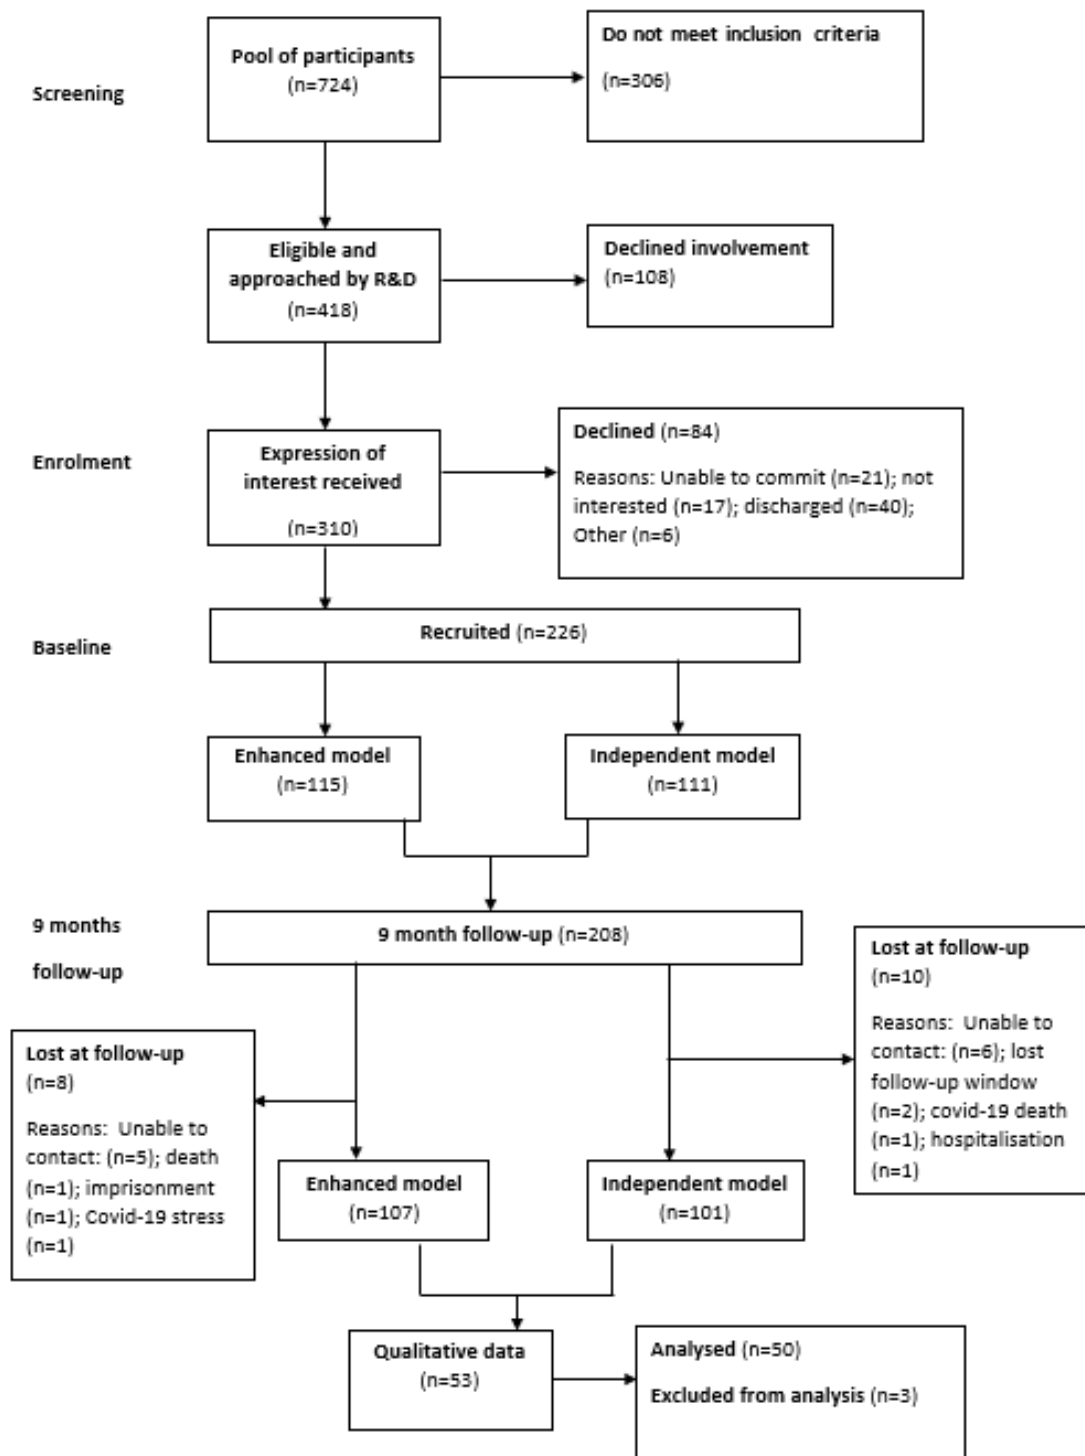 Pool of participants
(n=724)
Do not meet inclusion criteria
(n=306)
Screening
Eligible and
approached by R&D
(n=418)
Declined involvement
(n=108)
Enrolment
Expression of
interest received
(n=310)
Declined (n=84)
Reasons: Unable to commit (n=21); not
interested (n=17); discharged (n=40);
Other (n=6)
Baseline
Recruited (n=226)
Enhanced model
(n=115)
Independent model
(n=111)
9 months
follow-up
9 month follow-up (n=208)
Lost at follow-up
(n=10)
Reasons: Unable to
contact: (n=6); lost
follow-up window
(n=2); covid-19 death
(n=1); hospitalisation
(n=1)
Lost at follow-up
(n=8)
Reasons: Unable to
contact: (n=5); death
(n=1); imprisonment
(n=1); Covid-19 stress
(n=1)
Enhanced model
(n=107)
Independent model
(n=101)
Qualitative data
(n=53)
Analysed (n=50)
Excluded from analysis (n=3)